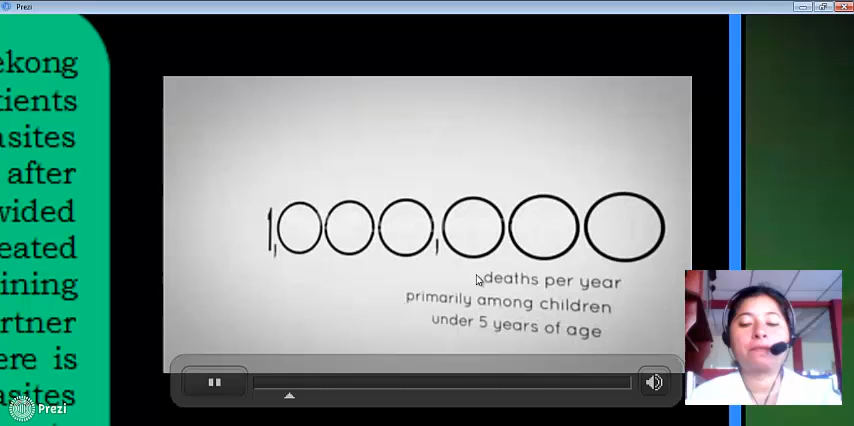 Prezi
ekong
tients
asites
after
vided
eated
ining
rtner
ere is
asites
1,000,000
deaths per year
primarily among children
under 5 years of age
Prezi